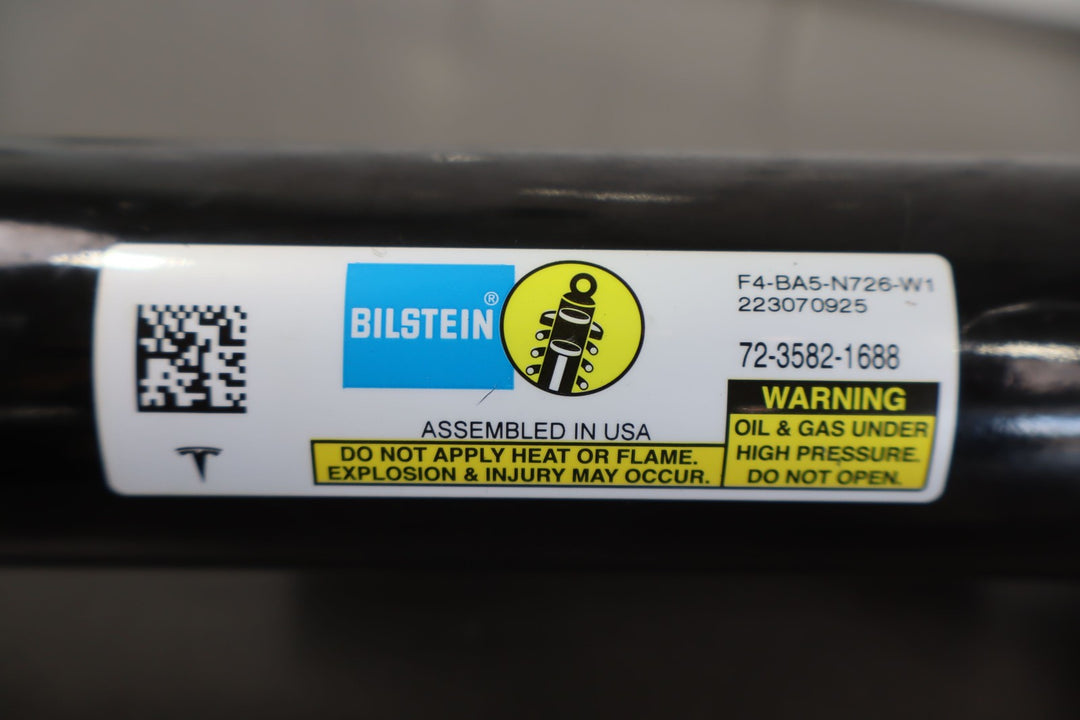 BILSTEIN®
F4-BA5-N726-W1
223070925
72-3582-1688
ASSEMBLED IN USA
DO NOT APPLY HEAT OR FLAME.
EXPLOSION & INJURY MAY OCCUR.
WARNING
OIL & GAS UNDER
HIGH PRESSURE.
DO NOT OPEN.